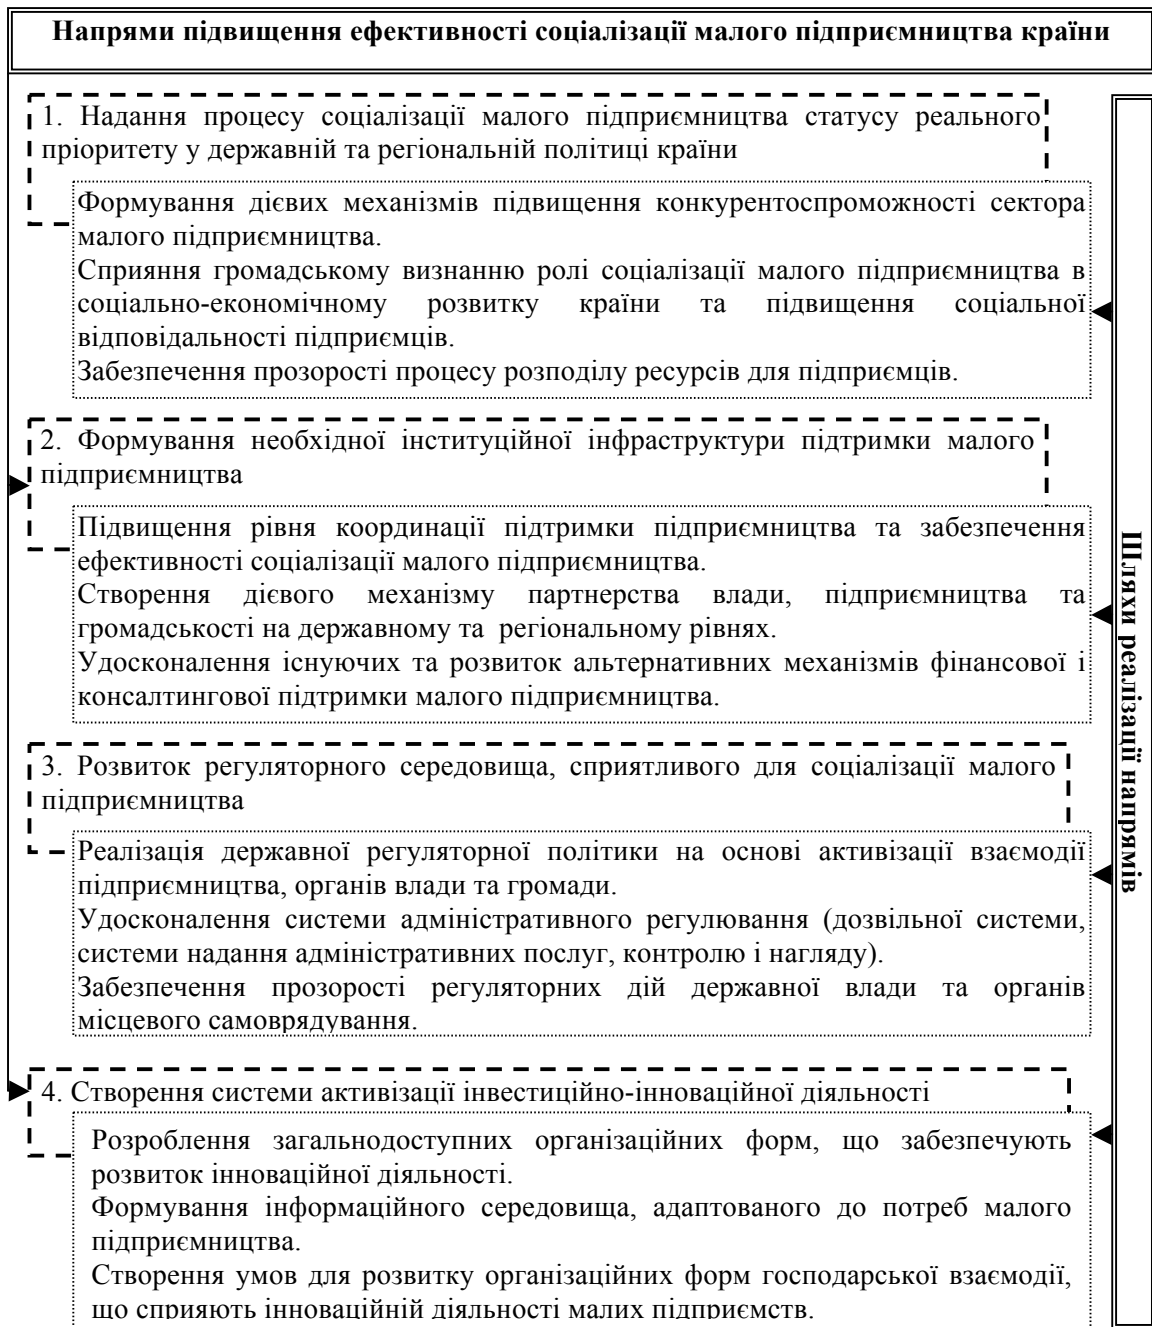 Напрями підвищення ефективності соціалізації малого підприємництва країни
1. Надання процесу соціалізації малого підприємництва статусу реального
пріоритету у державній та регіональній політиці країни
Формування дієвих механізмів підвищення конкурентоспроможності сектора
малого підприємництва.
Сприяння громадському визнанню ролі соціалізації малого підприємництва в
соціально-економічному розвитку країни та підвищення соціальної
відповідальності підприємців.
Забезпечення прозорості процесу розподілу ресурсів для підприємців.
2. Формування необхідної інституційної інфраструктури підтримки малого
підприємництва
Підвищення рівня координації підтримки підприємництва та забезпечення
ефективності соціалізації малого підприємництва.
Створення дієвого механізму партнерства влади, підприємництва та
громадськості на державному та регіональному рівнях.
Удосконалення існуючих та розвиток альтернативних механізмів фінансової і
консалтингової підтримки малого підприємництва.
3. Розвиток регуляторного середовища, сприятливого для соціалізації малого
підприємництва
Реалізація державної регуляторної політики на основі активізації взаємодії
підприємництва, органів влади та громади.
Удосконалення системи адміністративного регулювання (дозвільної системи,
системи надання адміністративних послуг, контролю і нагляду).
Забезпечення прозорості регуляторних дій державної влади та органів
місцевого самоврядування.
4. Створення системи активізації інвестиційно-інноваційної діяльності
Розроблення загальнодоступних організаційних форм, що забезпечують
розвиток інноваційної діяльності.
Формування інформаційного середовища, адаптованого до потреб малого
підприємництва.
Створення умов для розвитку організаційних форм господарської взаємодії,
що сприяють інноваційній діяльності малих підприємств.
Шляхи реалізації напрямів